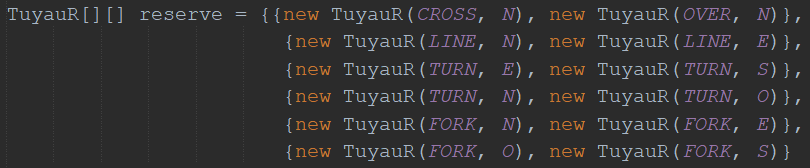 TuyauR[][] reserve = {{new TuyauR(CROSS, N), new TuyauR(OVER, N)},
{new TuyauR(LINE, N), new TuyauR(LINE, E)},
{new TuyauR(TURN, E), new TuyauR(TURN, S)},
{new TuyauR(TURN, N), new TuyauR(TURN, O)},
{new TuyauR(FORK, N), new TuyauR(FORK, E)},
{new TuyauR(FORK, O), new TuyauR(FORK, S)}